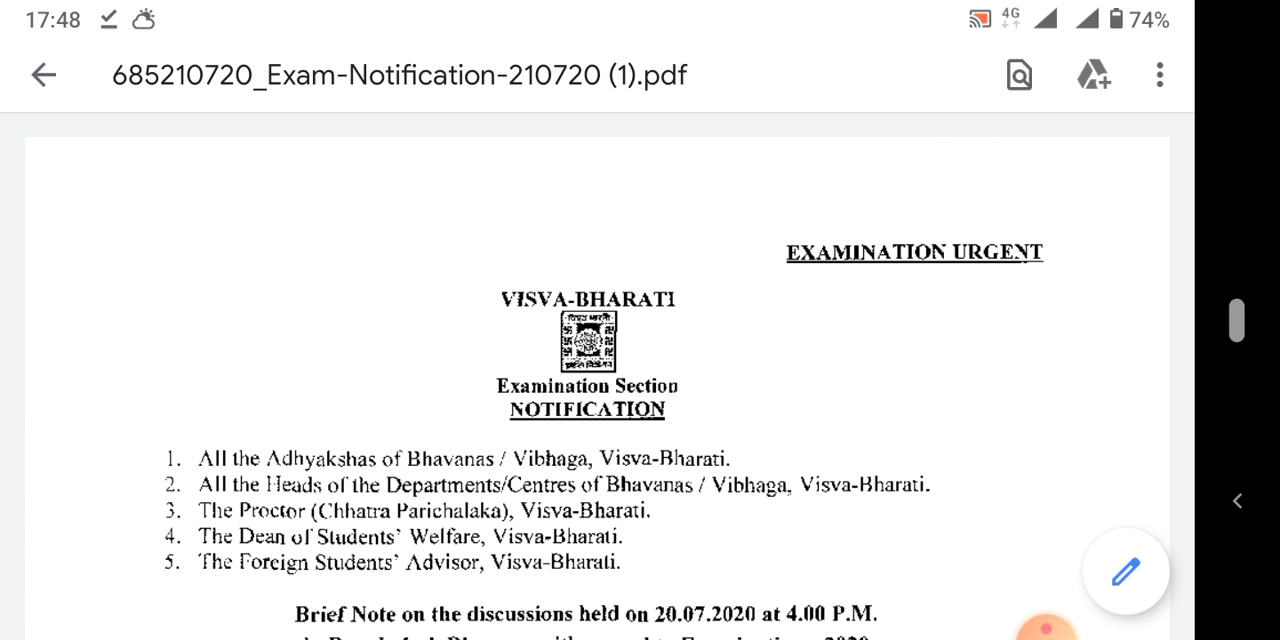 17:48 4G 74%
685210720_Exam-Notification-210720 (1).pdf
EXAMINATION URGENT
VISVA-BHARATI
Examination Section
NOTIFICATION
1. All the Adhyakshas of Bhavanas / Vibhaga, Visva-Bharati.
2. All the Heads of the Departments/Centres of Bhavanas / Vibhaga, Visva-Bharati.
3. The Proctor (Chhatra Parichalaka), Visva-Bharati.
4. The Dean of Students' Welfare, Visva-Bharati.
5. The Foreign Students' Advisor, Visva-Bharati.
Brief Note on the discussions held on 20.07.2020 at 4.00 P.M.